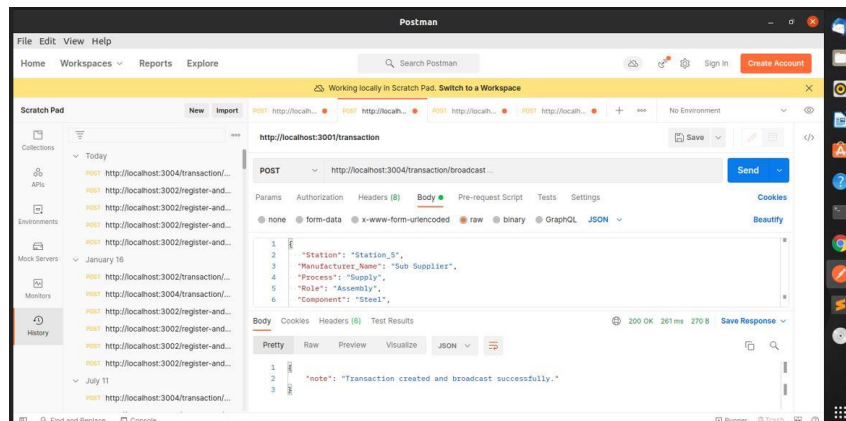 Postman
File Edit View Help
Home Workspaces Reports Explore Search Postman Sign In Create Account
Working locally in Scratch Pad. Switch to a Workspace
Scratch Pad New Import POST http://localh... POST http://localh... POST http://localh... POST http://localh... + ••• No Environment
Collections
APIs
Environments
Mock Servers
Monitors
History
Today
POST http://localhost:3004/transaction/...
POST http://localhost:3002/register-and...
POST http://localhost:3002/register-and...
POST http://localhost:3002/register-and...
POST http://localhost:3002/register-and...
January 16
POST http://localhost:3002/transaction/...
POST http://localhost:3004/transaction/...
POST http://localhost:3002/register-and...
POST http://localhost:3002/register-and...
POST http://localhost:3002/register-and...
July 11
POST http://localhost:3004/transaction/...
http://localhost:3001/transaction Save
POST http://localhost:3004/transaction/broadcast... Send
Params Authorization Headers (8) Body Pre-request Script Tests Settings Cookies
none form-data x-www-form-urlencoded raw binary GraphQL JSON Beautify
1 {
2 "Station": "Station_5",
3 "Manufacturer_Name": "Sub Supplier",
4 "Process": "Supply",
5 "Role": "Assembly",
6 "Component": "Steel",
Body Cookies Headers (6) Test Results 200 OK 261 ms 270 B Save Response
Pretty Raw Preview Visualize JSON
1 {
2 "note": "Transaction created and broadcast successfully."
3 }
Find and Replace Console Runner Trash